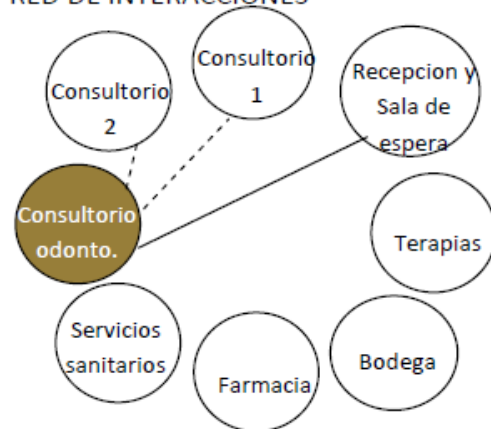 RED DE INTERACCIONES
Consultorio
1
Recepcion y
Sala de
espera
Consultorio
2
Consultorio
odonto.
Terapias
Servicios
sanitarios
Farmacia
Bodega